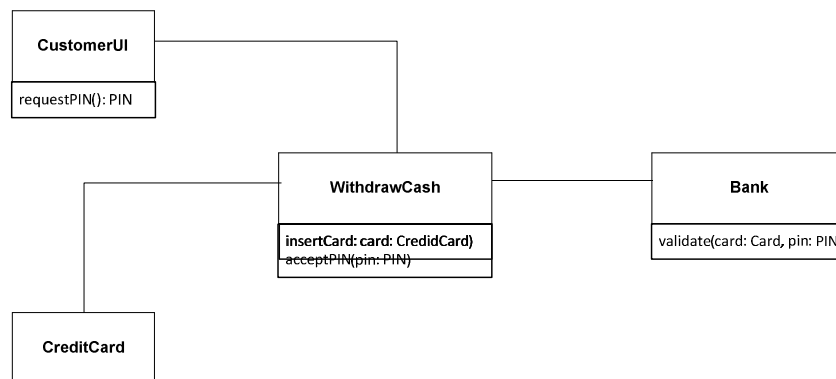 CustomerUI
requestPIN(): PIN
WithdrawCash
insertCard: card: CredidCard)
acceptPIN(pin: PIN)
Bank
validate(card: Card, pin: PIN
CreditCard